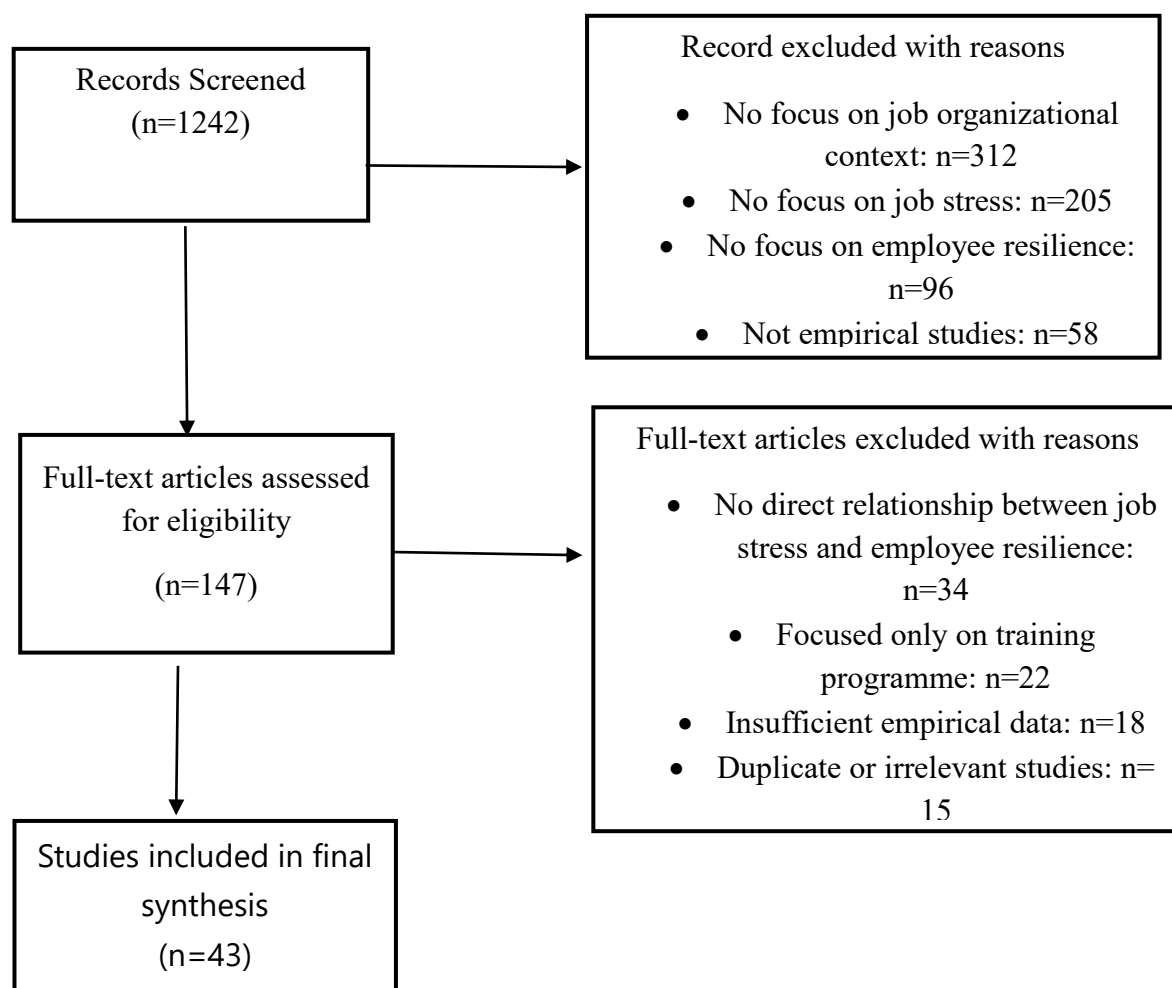 Records Screened
(n=1242)
Record excluded with reasons
• No focus on job organizational
context: n=312
• No focus on job stress: n=205
• No focus on employee resilience:
n=96
• Not empirical studies: n=58
Full-text articles assessed
for eligibility
(n=147)
Full-text articles excluded with reasons
• No direct relationship between job
stress and employee resilience:
n=34
• Focused only on training
programme: n=22
• Insufficient empirical data: n=18
• Duplicate or irrelevant studies: n=
15
Studies included in final
synthesis
(n=43)